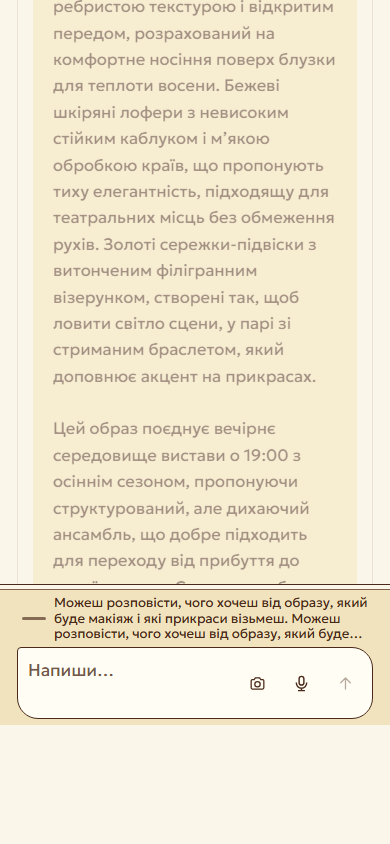 ребристою текстурою і відкритим
передом, розрахований на
комфортне носіння поверх блузки
для теплоти восени. Бежеві
шкіряні лофери з невисоким
стійким каблуком і м’якою
обробкою країв, що пропонують
тиху елегантність, підходящу для
театральних місць без обмеження
рухів. Золоті сережки-підвіски з
витонченим філігранним
візерунком, створені так, щоб
ловити світло сцени, у парі зі
стриманим браслетом, який
доповнює акцент на прикрасах.
Цей образ поєднує вечірнє
середовище вистави о 19:00 з
осіннім сезоном, пропонуючи
структурований, але дихаючий
ансамбль, що добре підходить
для переходу від прибуття до
Можеш розповісти, чого хочеш від образу, який
буде макіяж і які прикраси візьмеш. Можеш
розповісти, чого хочеш від образу, який буде...
Напиши...